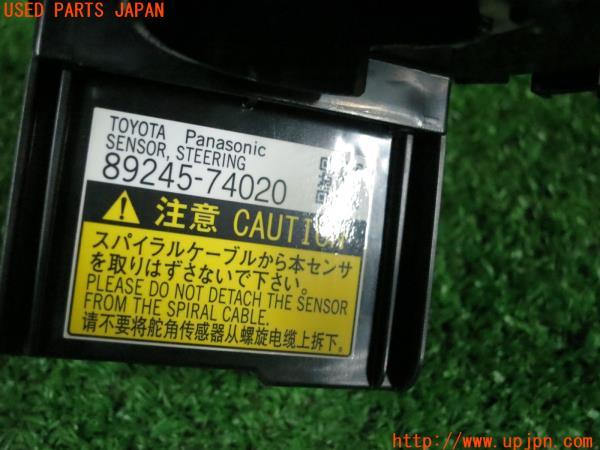 USED PARTS JAPAN
TOYOTA Panasonic
SENSOR, STEERING
89245-74020
注意 CAUTION
スパイラルケーブルから本センサ
を取りはずさないで下さい。
PLEASE DO NOT DETACH THE SENSOR
FROM THE SPIRAL CABLE.
请不要将舵角传感器从螺旋电缆上拆下。
http://www.upjpn.com/